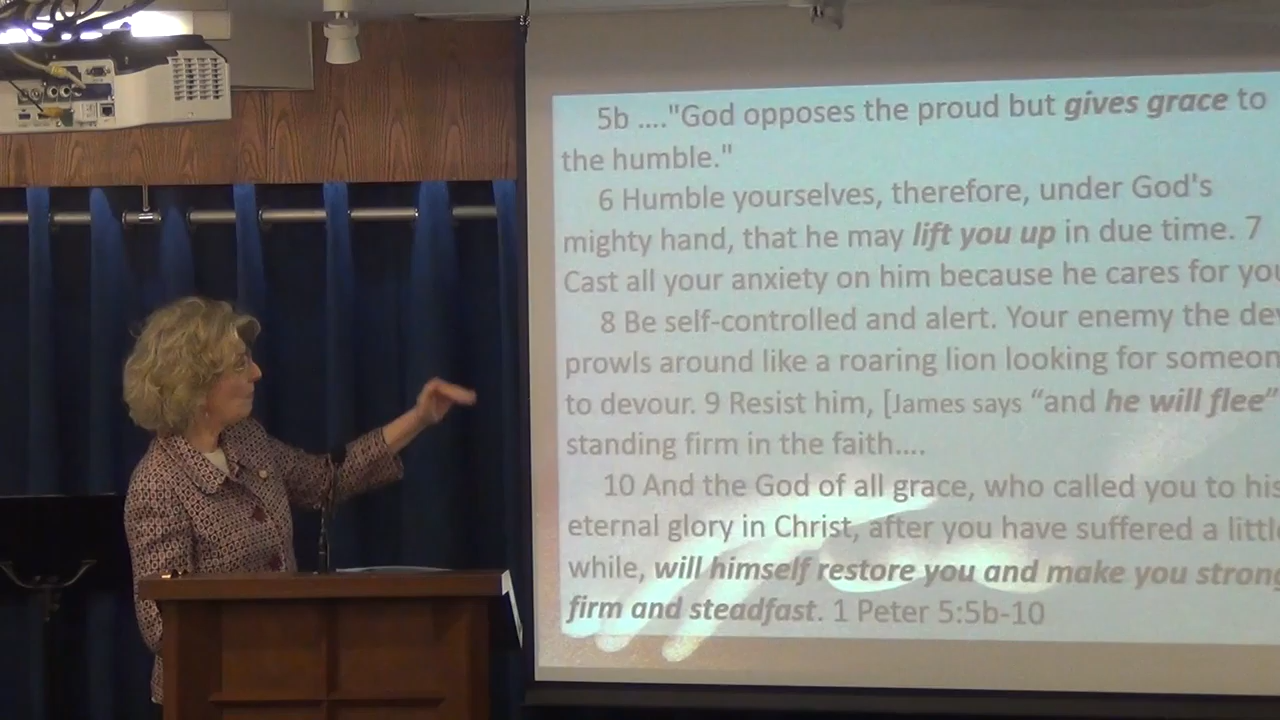 5b ...."God opposes the proud but gives grace to
the humble."
6 Humble yourselves, therefore, under God's
mighty hand, that he may lift you up in due time. 7
Cast all your anxiety on him because he cares for you
8 Be self-controlled and alert. Your enemy the dev
prowls around like a roaring lion looking for someon
to devour. 9 Resist him, [James says “and he will flee”
standing firm in the faith....
10 And the God of all grace, who called you to his
eternal glory in Christ, after you have suffered a little
while, will himself restore you and make you strong
firm and steadfast. 1 Peter 5:5b-10